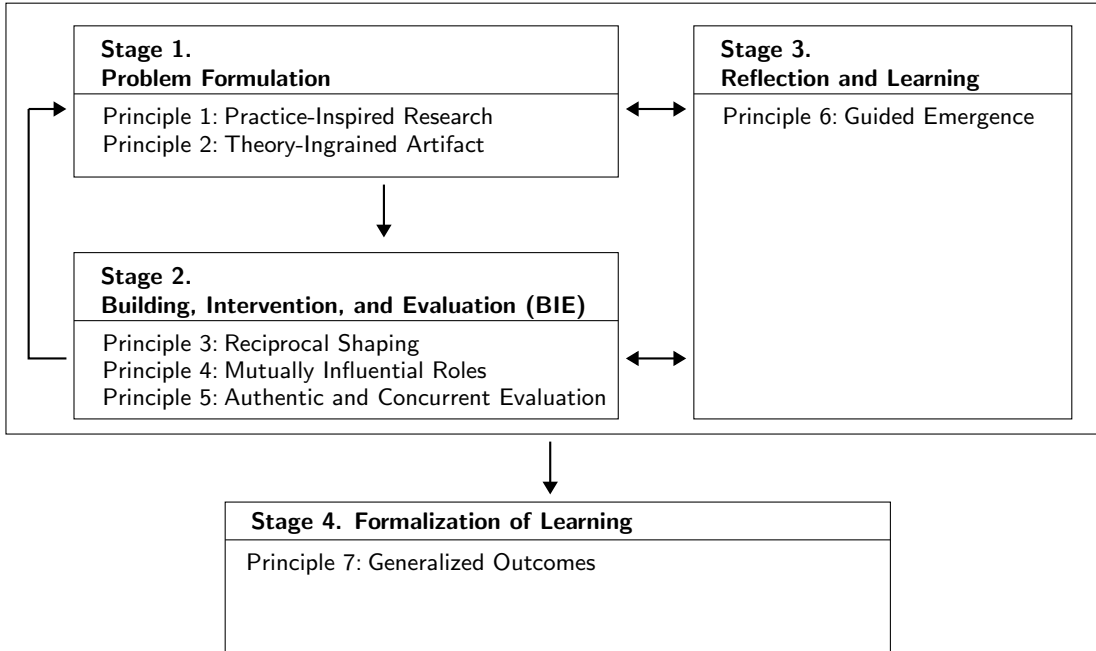 Stage 1.
Problem Formulation
Principle 1: Practice-Inspired Research
Principle 2: Theory-Ingrained Artifact
Stage 2.
Building, Intervention, and Evaluation (BIE)
Principle 3: Reciprocal Shaping
Principle 4: Mutually Influential Roles
Principle 5: Authentic and Concurrent Evaluation
Stage 3.
Reflection and Learning
Principle 6: Guided Emergence
Stage 4. Formalization of Learning
Principle 7: Generalized Outcomes